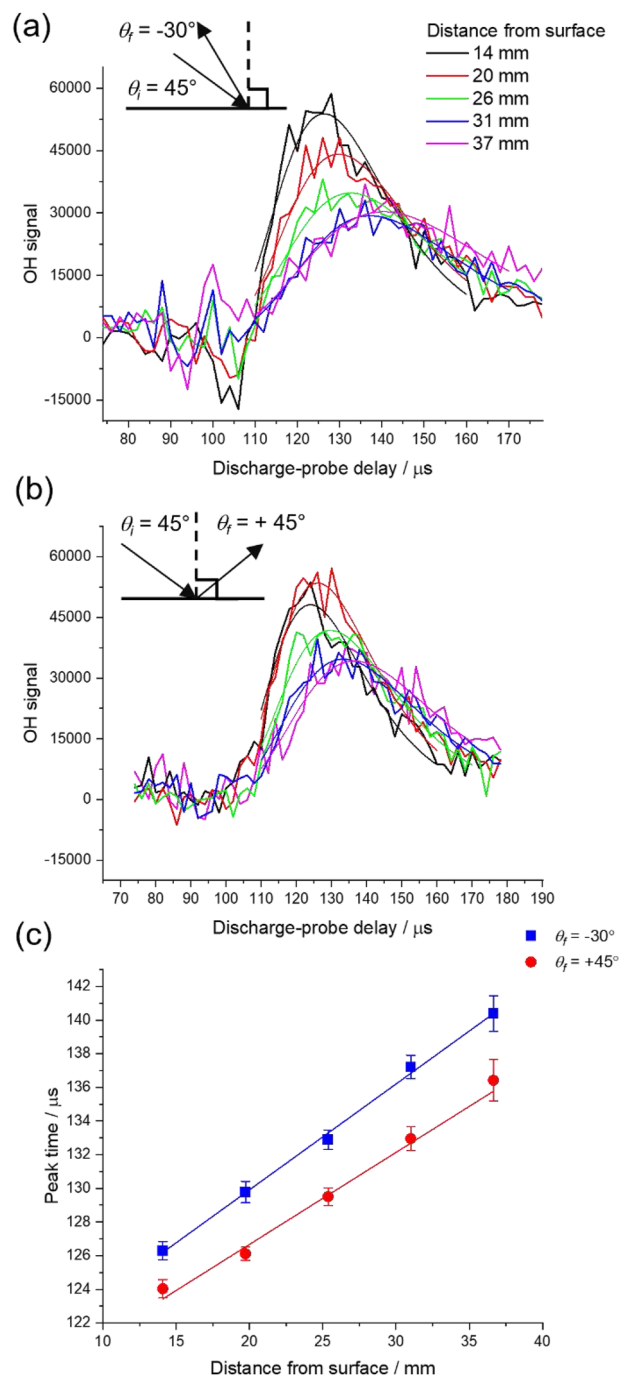 (a)
θf = -30°
θi = 45°
Distance from surface
14 mm
20 mm
26 mm
31 mm
37 mm
60000
45000
30000
15000
0
-15000
OH signal
80 90 100 110 120 130 140 150 160 170
Discharge-probe delay / μs
(b)
θi = 45° θf = + 45°
60000
45000
30000
15000
0
-15000
OH signal
70 80 90 100 110 120 130 140 150 160 170 180 190
Discharge-probe delay / μs
(c)
θf = -30°
θf = +45°
142
140
138
136
134
132
130
128
126
124
122
Peak time / μs
10 15 20 25 30 35 40
Distance from surface / mm